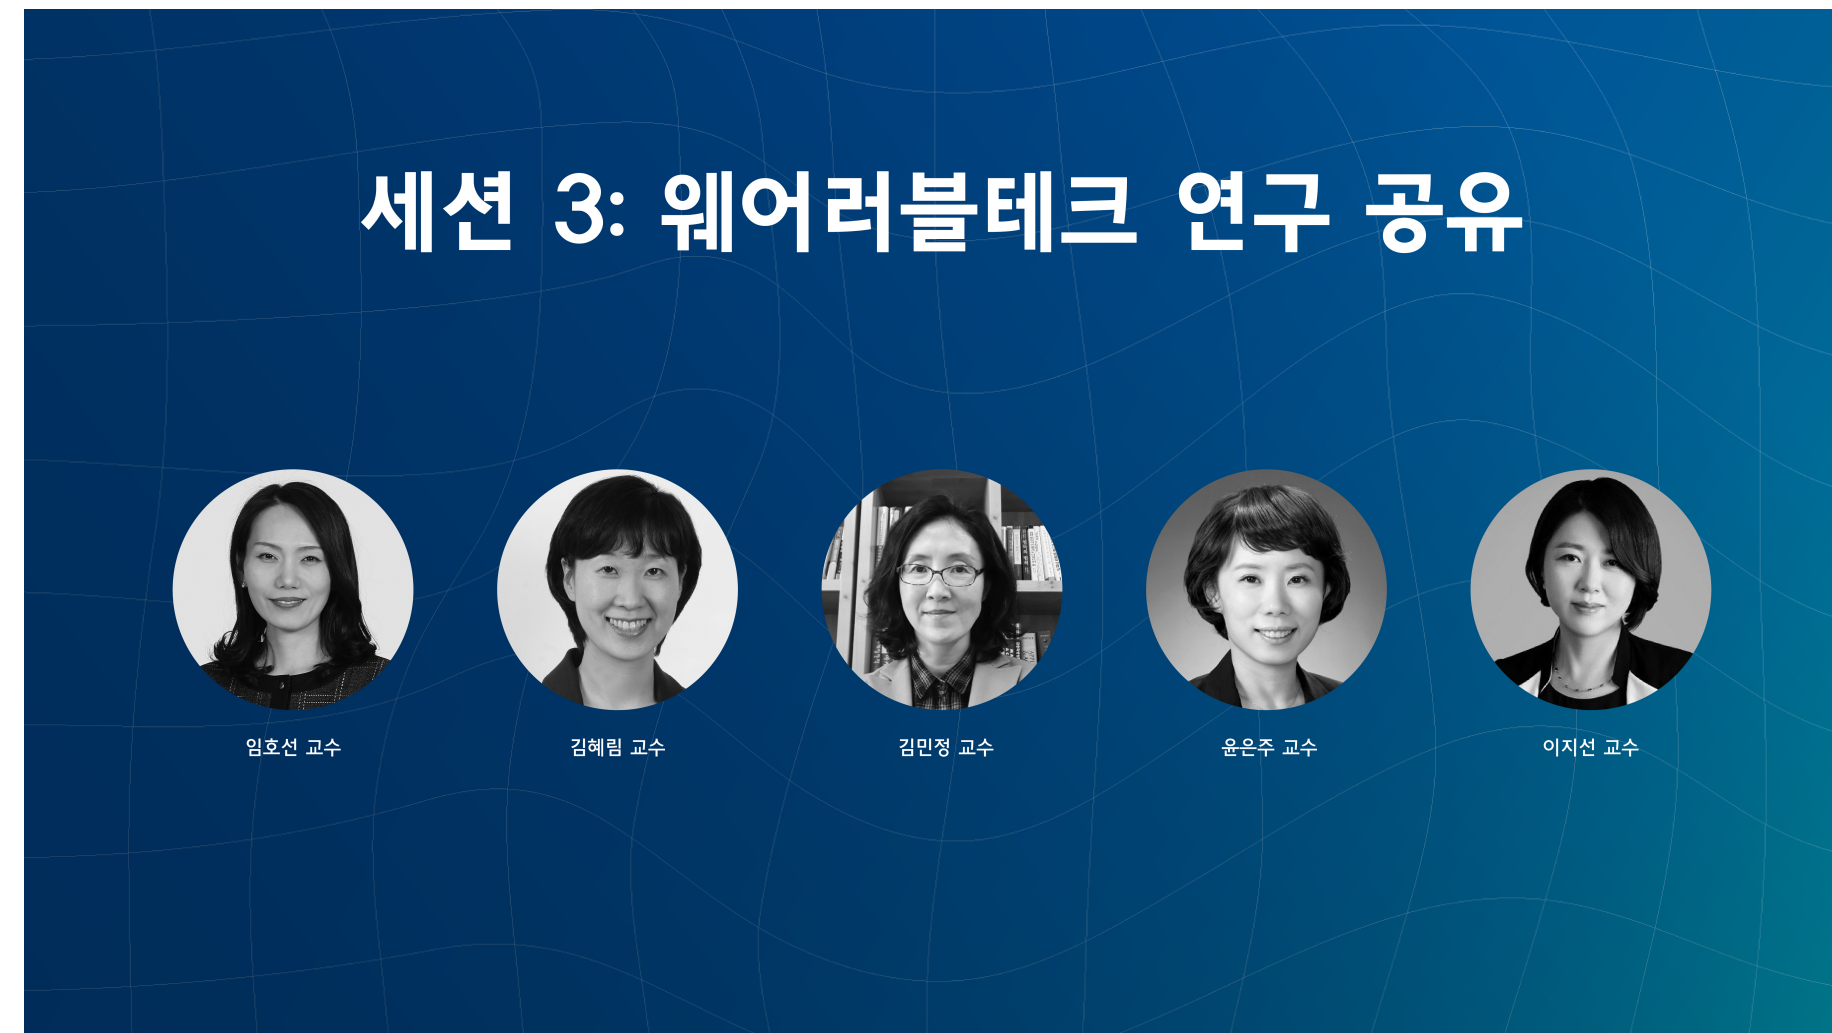 세션 3: 웨어러블테크 연구 공유
임호선 교수
김혜림 교수
김민정 교수
윤은주 교수
이지선 교수